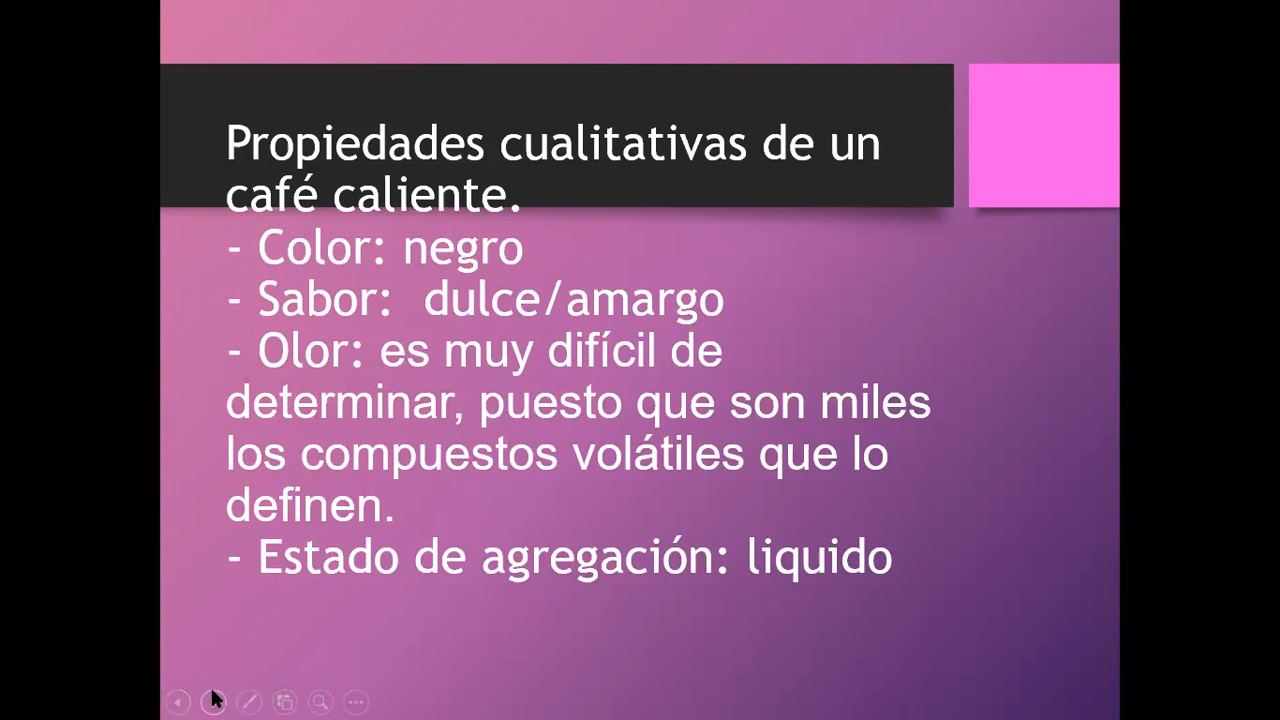 Propiedades cualitativas de un
café caliente.
- Color: negro
- Sabor:  dulce/amargo
- Olor: es muy difícil de
determinar, puesto que son miles
los compuestos volátiles que lo
definen.
- Estado de agregación: liquido